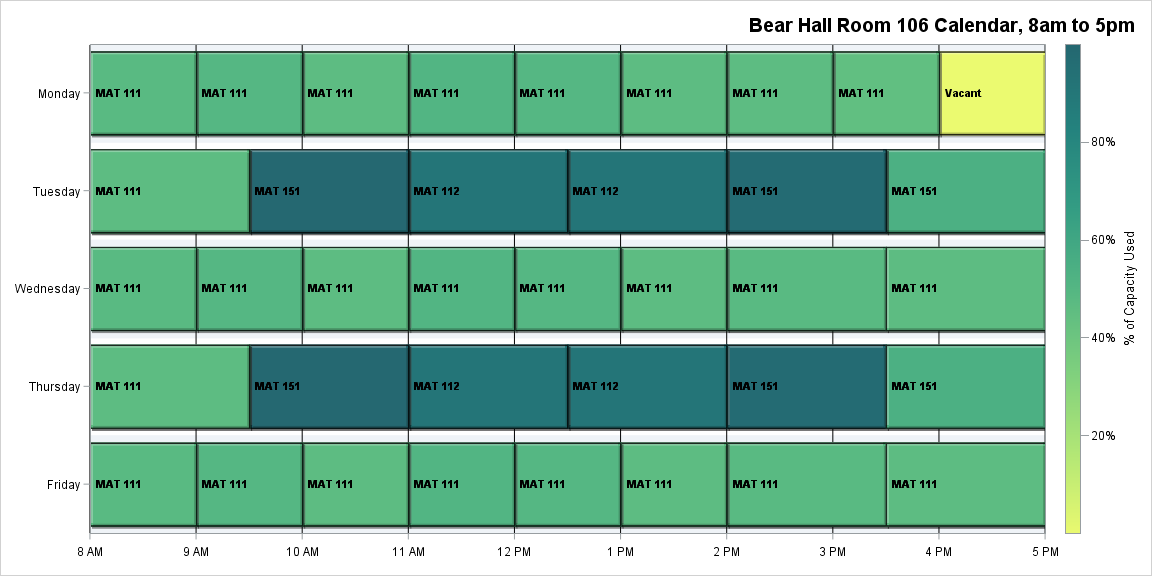 Bear Hall Room 106 Calendar, 8am to 5pm
Monday MAT 111 MAT 111 MAT 111 MAT 111 MAT 111 MAT 111 MAT 111 MAT 111 Vacant
Tuesday MAT 111 MAT 151 MAT 112 MAT 112 MAT 151 MAT 151
Wednesday MAT 111 MAT 111 MAT 111 MAT 111 MAT 111 MAT 111 MAT 111 MAT 111
Thursday MAT 111 MAT 151 MAT 112 MAT 112 MAT 151 MAT 151
Friday MAT 111 MAT 111 MAT 111 MAT 111 MAT 111 MAT 111 MAT 111 MAT 111
8 AM 9 AM 10 AM 11 AM 12 PM 1 PM 2 PM 3 PM 4 PM 5 PM
80%
60%
40%
20%
% of Capacity Used